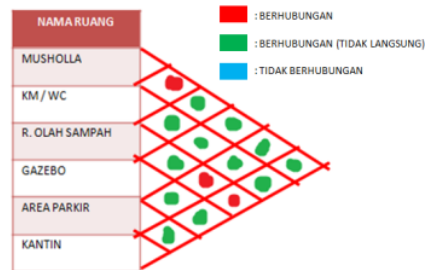 NAMA RUANG
MUSHOLLA
KM / WC
R. OLAH SAMPAH
GAZEBO
AREA PARKIR
KANTIN
: BERHUBUNGAN
: BERHUBUNGAN (TIDAK LANGSUNG)
: TIDAK BERHUBUNGAN